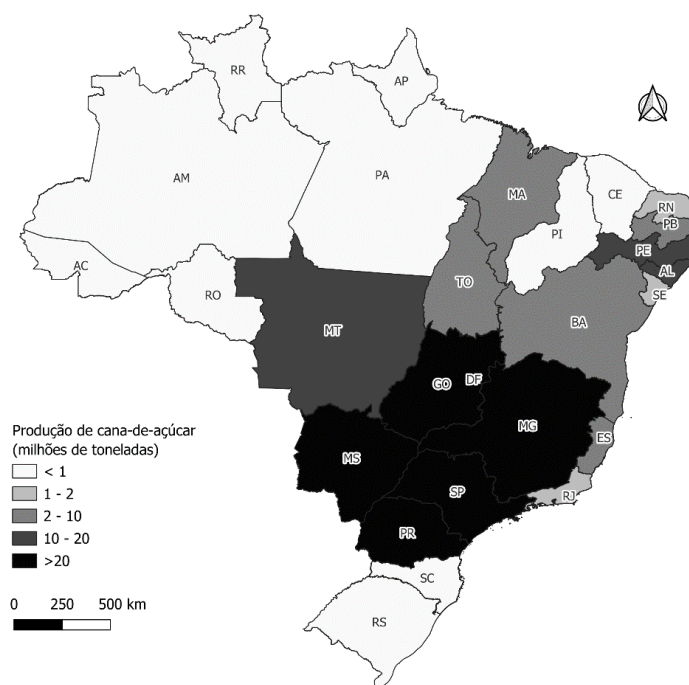 RR
AP
AM
PA
MA
CE
RN
PB
PI
PE
AL
AC
SE
RO
TO
BA
MT
GO
DF
MG
ES
MS
SP
RJ
PR
SC
RS
Produção de cana-de-açúcar
(milhões de toneladas)
< 1
1 - 2
2 - 10
10 - 20
>20
0 250 500 km